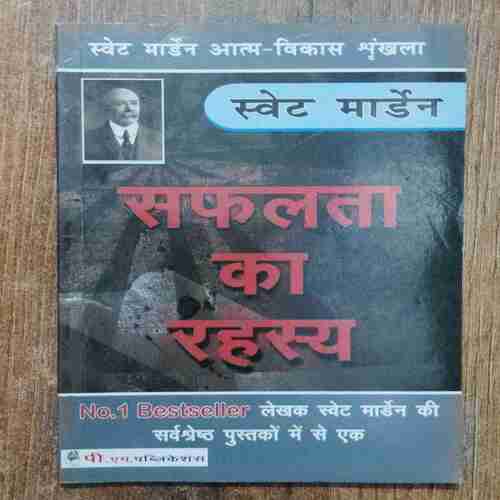 स्वेट मार्डेन आत्म-विकास श्रृंखला
स्वेट मार्डेन
सफलता
का
रहस्य
No.1 Bestseller लेखक स्वेट मार्डेन की
सर्वश्रेष्ठ पुस्तकों में से एक
पी.एम.पब्लिकेशंस